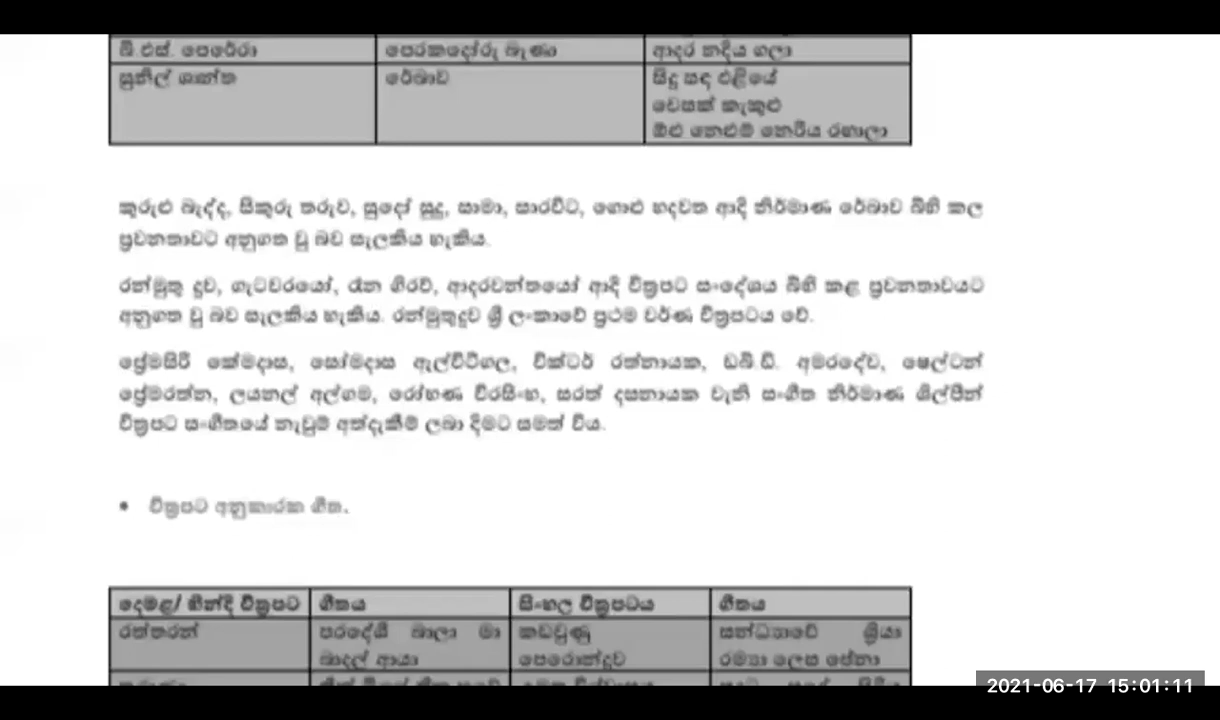 බී.එස්. පෙරේරා පෙරකදෝරු බෑණා ආදර නදිය ගලා
සුනිල් ශාන්ත රේඛාව සිදු සඳ එළියේ
වෙසක් කැකුළු
ඕළු නෙළුම් නෙරිය රඟාලා
කුරුළු බැද්ද, සිකුරු තරුව, සුදෝ සුදු, සාමා, සාරවිට, ගොළු හදවත ආදි නිර්මාණ රේඛාව බිහි කල
ප්‍රවනතාවට අනුගත වු බව සැලකිය හැකිය.
රන්මුතු දුව, ගැටවරයෝ, රෑන ගිරව්, ආදරවන්තයෝ ආදි චිත්‍රපට සංදේශය බිහි කළ ප්‍රවනතාවයට
අනුගත වු බව සැලකිය හැකිය. රන්මුතුදුව ශ්‍රී ලංකාවේ ප්‍රථම වර්ණ චිත්‍රපටය වේ.
ප්‍රේමසිරි කේමදාස, සෝමදාස ඇල්විටිගල, වික්ටර් රත්නායක, ඩබ්.ඩී. අමරදේව, ෂෙල්ටන්
ප්‍රේමරත්න, ලයනල් අල්ගම, රෝහණ වීරසිංහ, සරත් දසනායක වැනි සංගීත නිර්මාණ ශිල්පීන්
චිත්‍රපට සංගීතයේ නැවුම් අත්දැකීම් ලබා දීමට සමත් විය.
• චිත්‍රපට අනුකාරක ගීත.
දෙමළ/ හින්දි චිත්‍රපට ගීතය සිංහල චිත්‍රපටය ගීතය
රත්තරන් පරදේශී බාලා මා කඩවුණු සන්ධ්‍යාවේ ශ්‍රියා
බාදල් ආයා පොරොන්දුව රම්‍යා ලෙස පේනා
2021-06-17 15:01:11